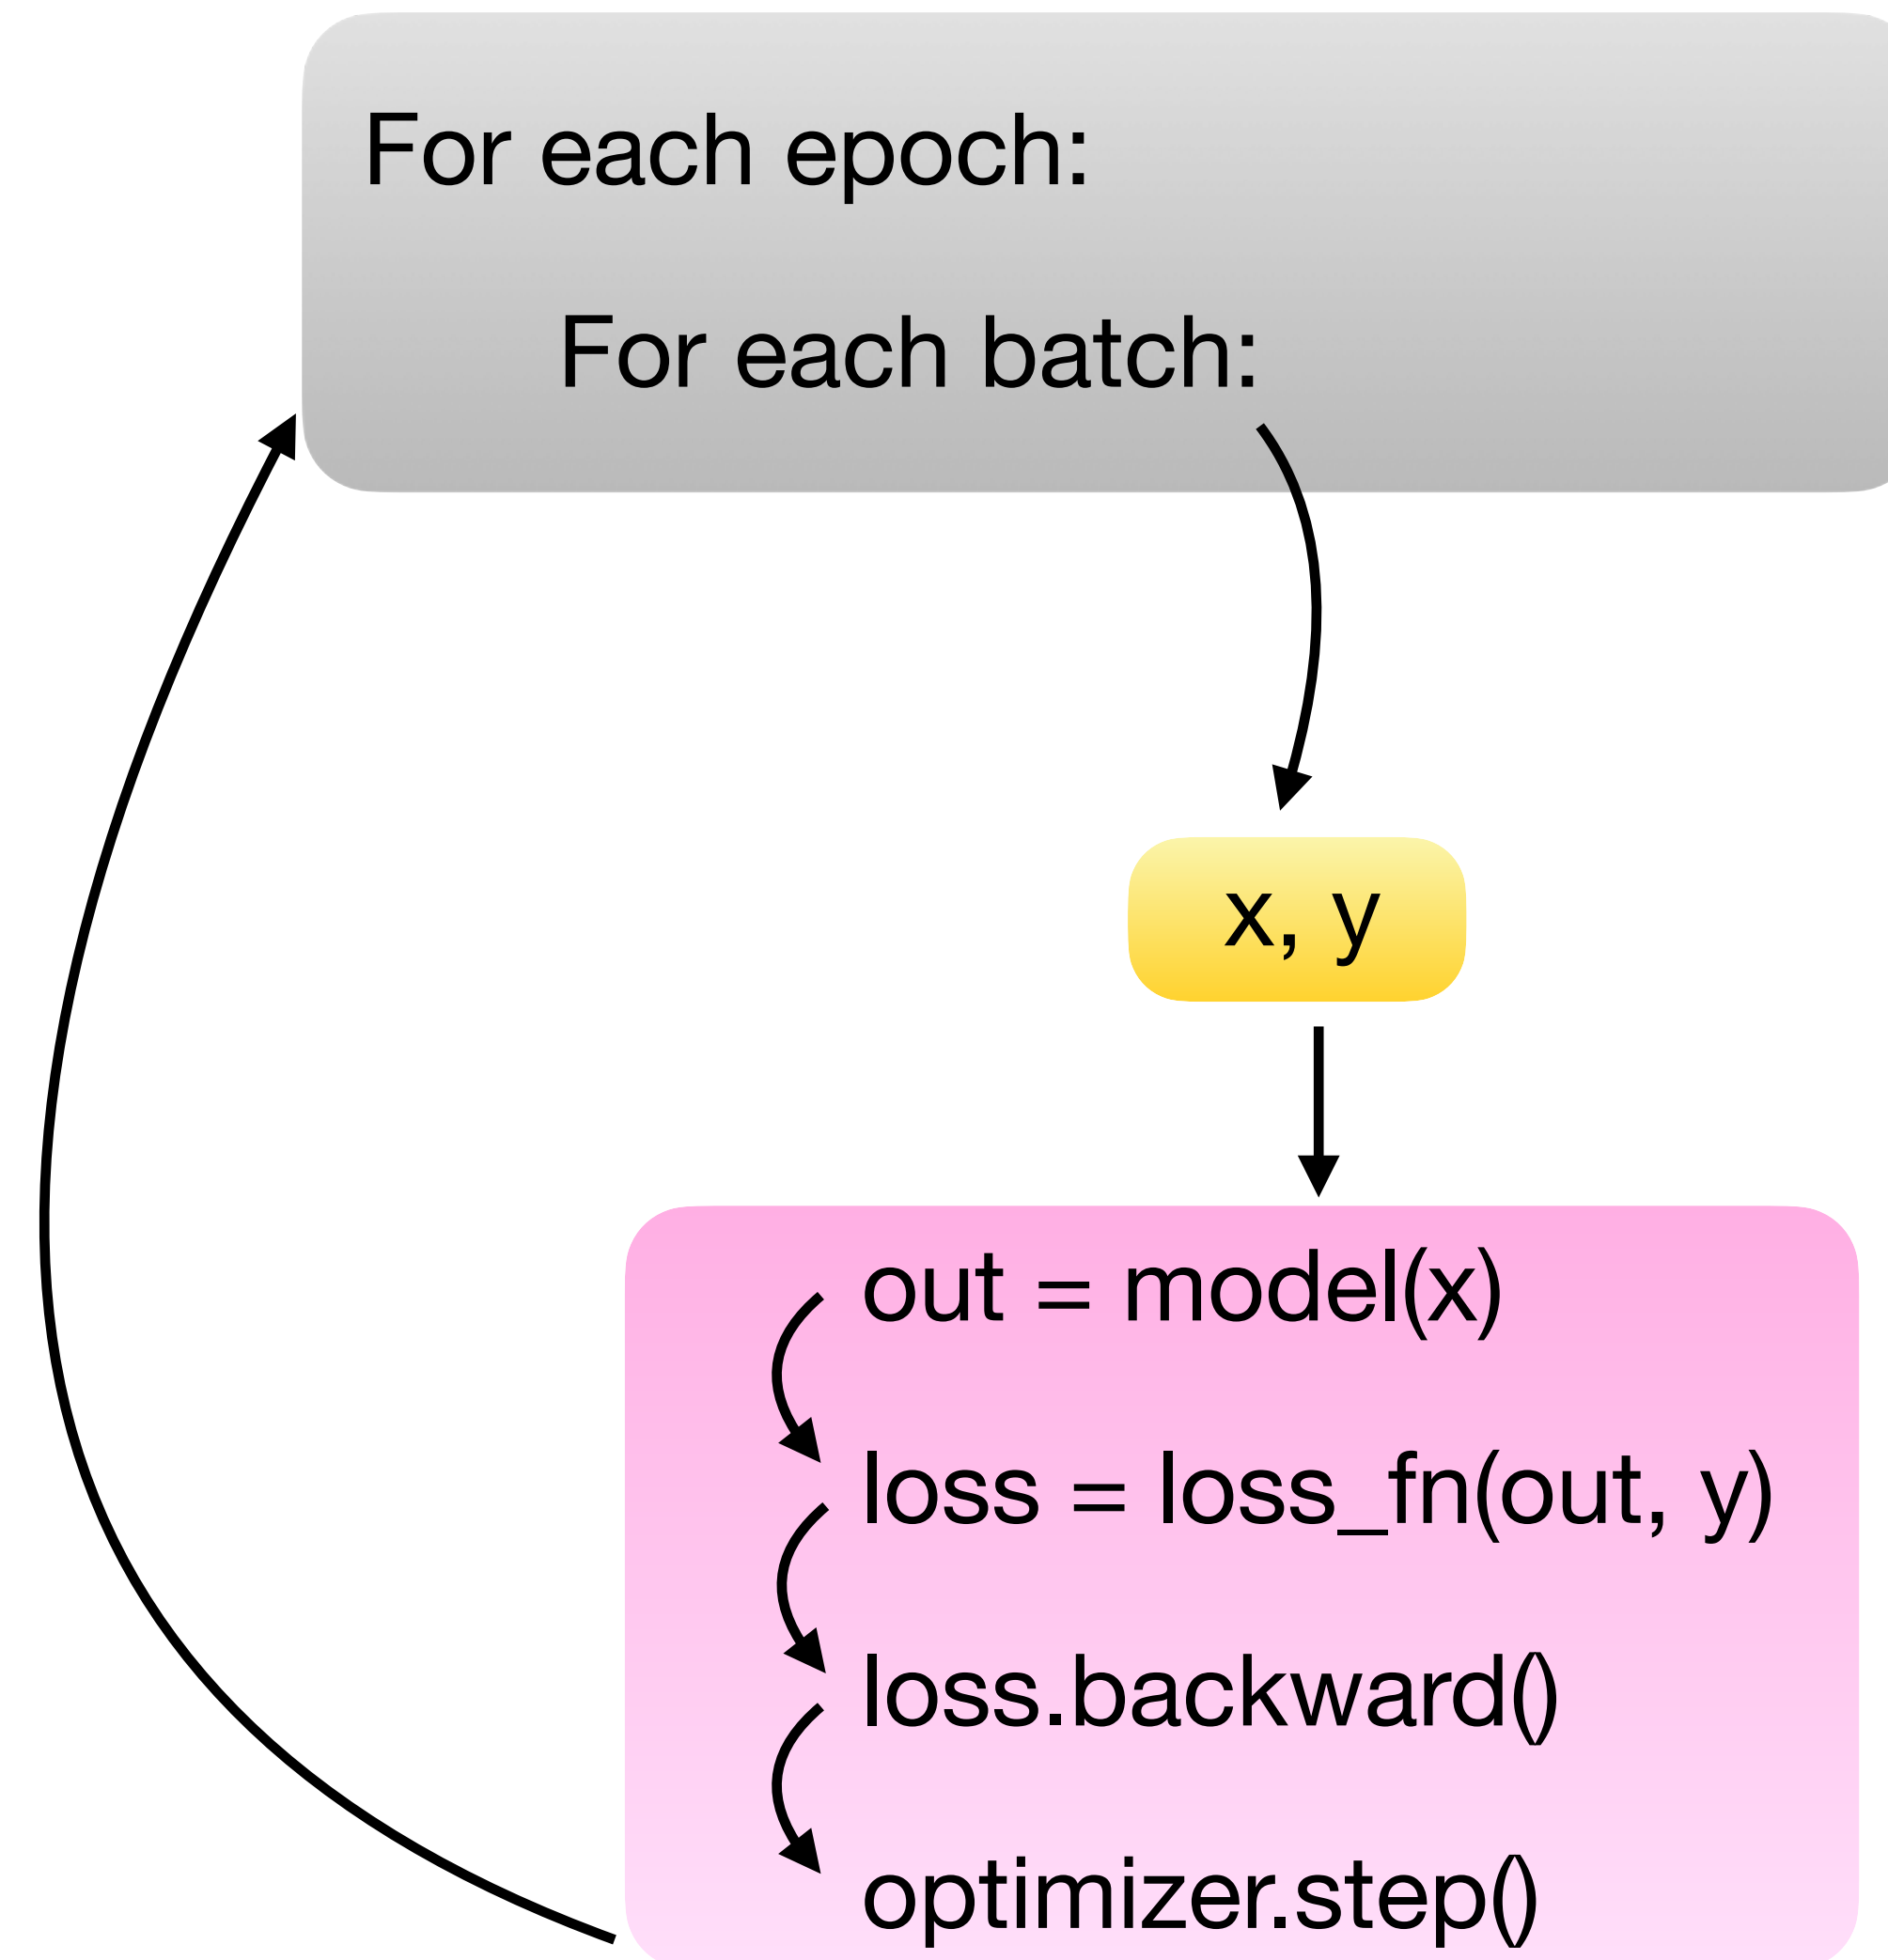 For each epoch:
For each batch:
x, y
out = model(x)
loss = loss_fn(out, y)
loss.backward()
optimizer.step()